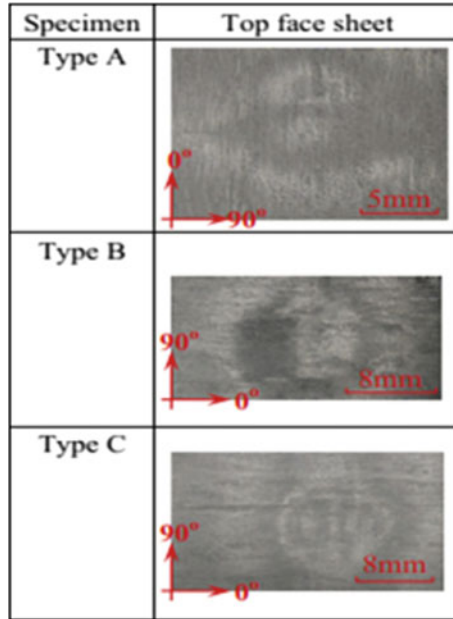 Specimen Top face sheet
Type A
0°
90°
5mm
Type B
90°
0°
8mm
Type C
90°
0°
8mm